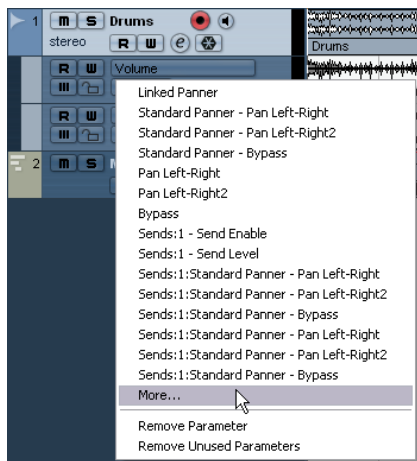 1 m S Drums
stereo R W e
Drums
R W Volume
R W
2 m S M
Linked Panner
Standard Panner - Pan Left-Right
Standard Panner - Pan Left-Right2
Standard Panner - Bypass
Pan Left-Right
Pan Left-Right2
Bypass
Sends:1 - Send Enable
Sends:1 - Send Level
Sends:1:Standard Panner - Pan Left-Right
Sends:1:Standard Panner - Pan Left-Right2
Sends:1:Standard Panner - Bypass
Sends:1:Standard Panner - Pan Left-Right
Sends:1:Standard Panner - Pan Left-Right2
Sends:1:Standard Panner - Bypass
More...
Remove Parameter
Remove Unused Parameters